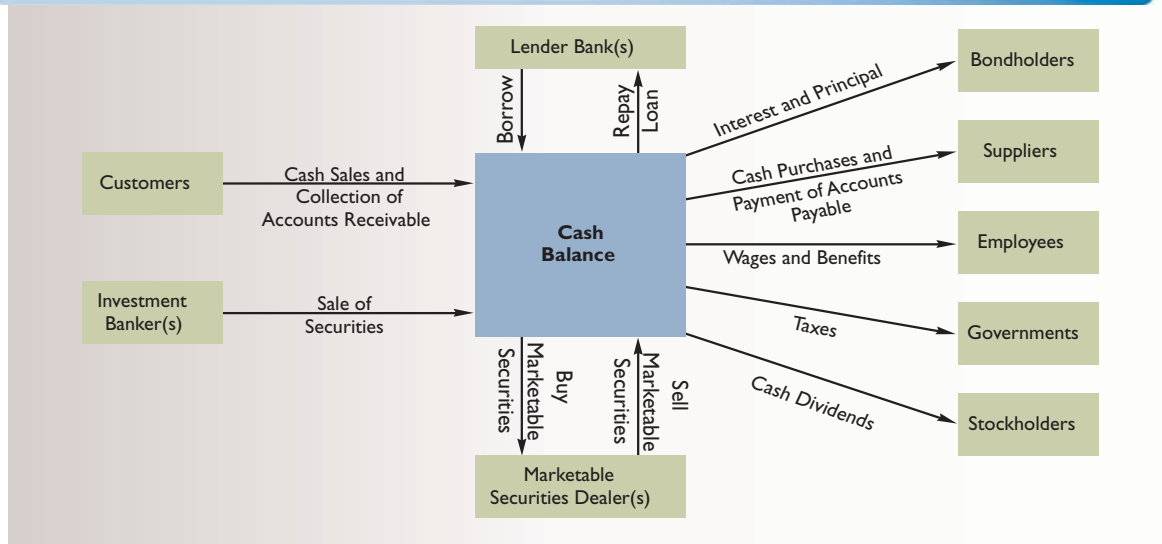 Lender Bank(s)
Borrow
Repay
Loan
Customers
Cash Sales and
Collection of
Accounts Receivable
Investment
Banker(s)
Sale of
Securities
Cash
Balance
Buy
Marketable
Securities
Sell
Marketable
Securities
Marketable
Securities Dealer(s)
Interest and Principal
Bondholders
Cash Purchases and
Payment of Accounts
Payable
Suppliers
Wages and Benefits
Employees
Taxes
Governments
Cash Dividends
Stockholders